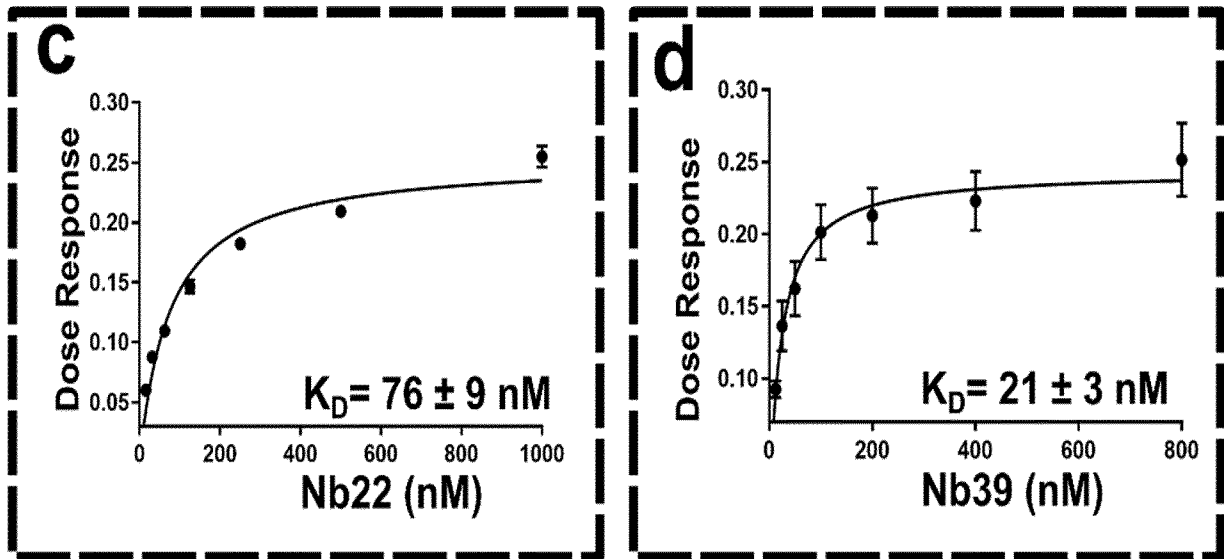 c
0.30
0.25
0.20
0.15
0.10
0.05
Dose Response
K_D= 76 ± 9 nM
0 200 400 600 800 1000
Nb22 (nM)
d
0.30
0.25
0.20
0.15
0.10
Dose Response
K_D= 21 ± 3 nM
0 200 400 600 800
Nb39 (nM)